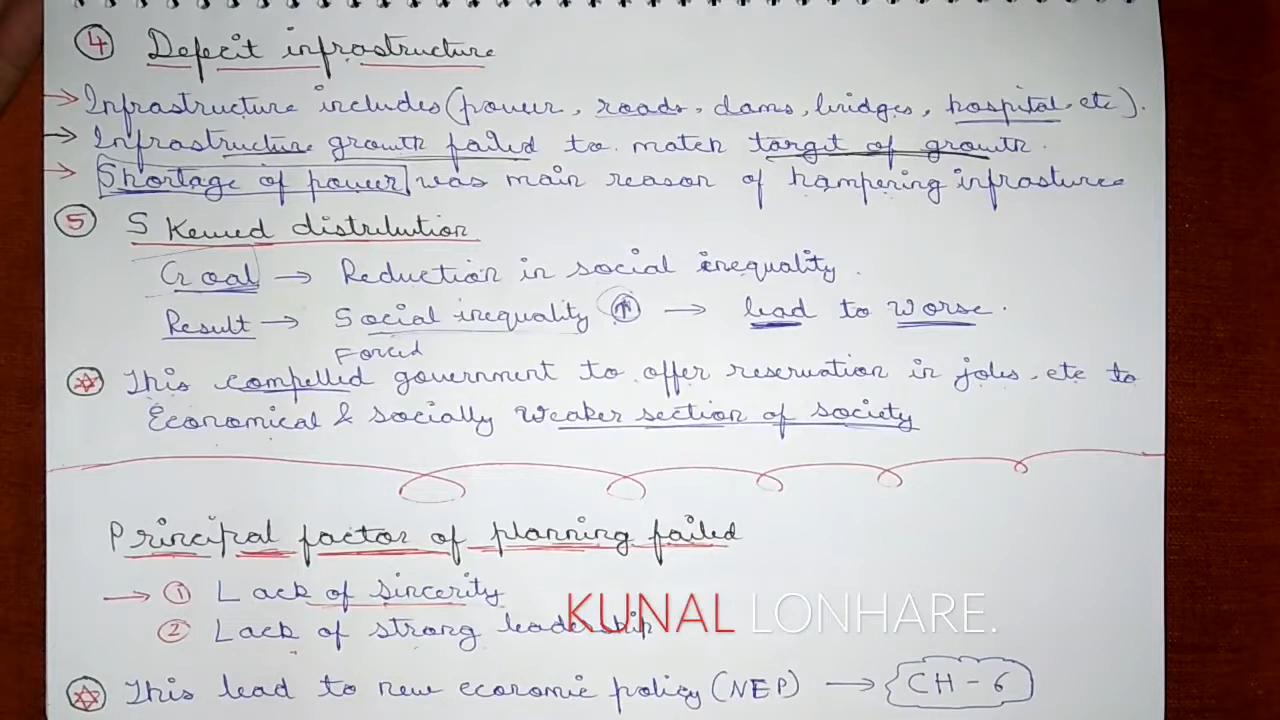 4 Deficit infrastructure
→ Infrastructure includes (power, roads, dams, bridges, hospital, etc).
→ Infrastructure growth failed to match target of growth.
→ Shortage of power was main reason of hampering infrasturce
5 Skewed distribution
Goal → Reduction in social inequality.
Result → Social inequality ↑ → lead to worse.
Forced
This compelled government to offer reservation in jobs, etc to
Economical & socially weaker section of society
Principal factor of planning failed
→ 1 Lack of sincerity
2 Lack of strong leadership
KUNAL LONHARE.
This lead to new economic policy (NEP) → CH-6